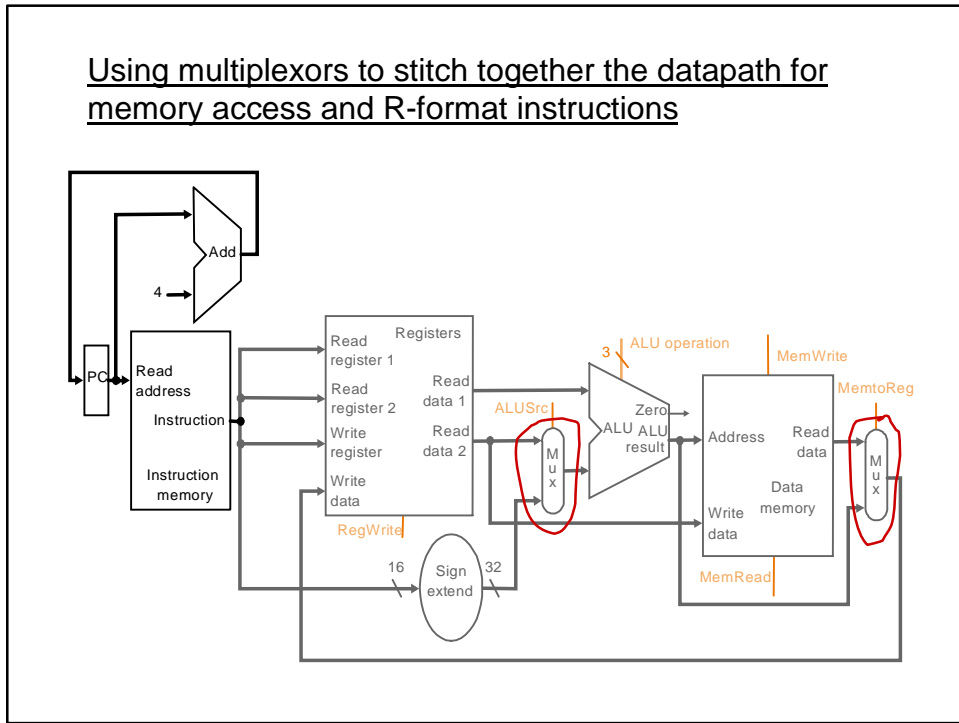 Using multiplexors to stitch together the datapath for
memory access and R-format instructions
Add
4
PC
Read
address
Instruction
Instruction
memory
Read
register 1
Read
register 2
Write
register
Write
data
Registers
Read
data 1
Read
data 2
RegWrite
16
Sign
extend
32
ALUSrc
M
u
x
3
ALU operation
Zero
ALU
ALU
result
MemWrite
Address
Read
data
Write
data
Data
memory
MemRead
MemtoReg
M
u
x